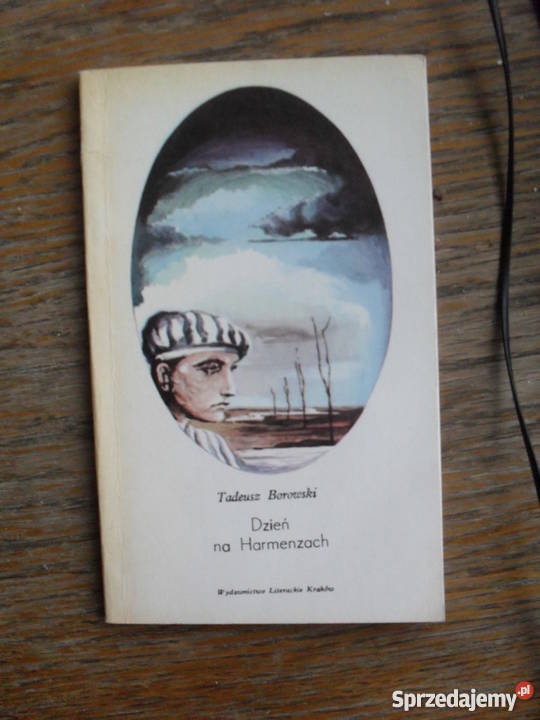 Tadeusz Borowski
Dzień
na Harmenzach
Wydawnictwo Literackie Kraków
Sprzedajemy.pl